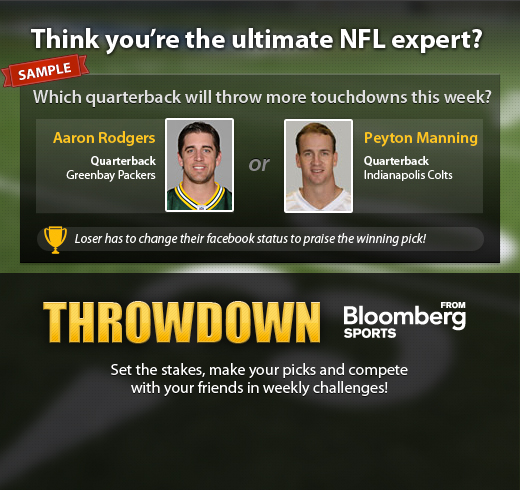 Think you're the ultimate NFL expert?
SAMPLE
Which quarterback will throw more touchdowns this week?
Aaron Rodgers
Quarterback
Greenbay Packers
or
Peyton Manning
Quarterback
Indianapolis Colts
Loser has to change their facebook status to praise the winning pick!
THROWDOWN
FROM
Bloomberg
SPORTS
Set the stakes, make your picks and compete
with your friends in weekly challenges!